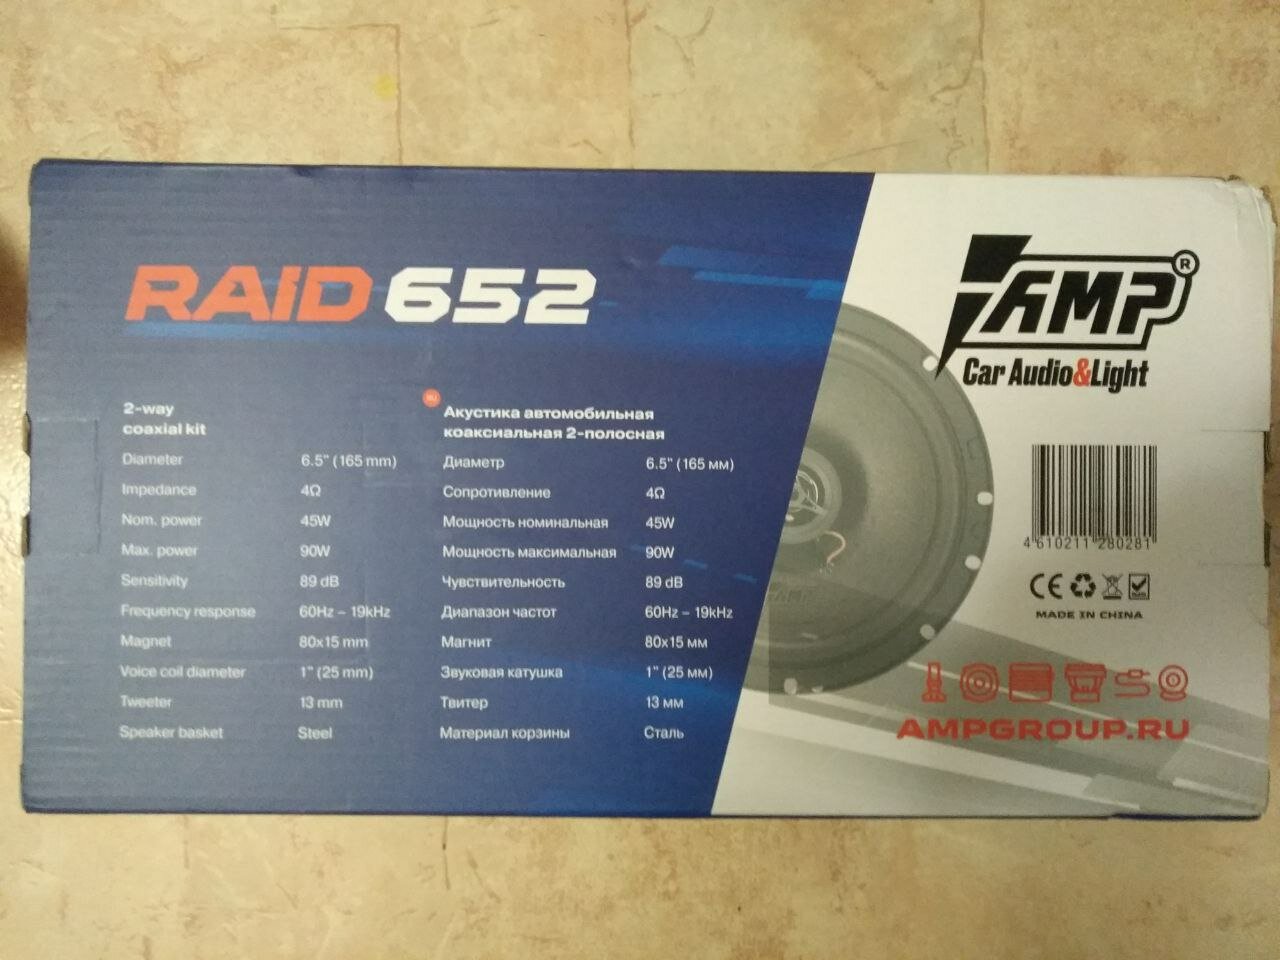 RAID 652
2-way
coaxial kit
Diameter 6.5" (165 mm)
Impedance 4Ω
Nom. power 45W
Max. power 90W
Sensitivity 89 dB
Frequency response 60Hz – 19kHz
Magnet 80x15 mm
Voice coil diameter 1" (25 mm)
Tweeter 13 mm
Speaker basket Steel
RU
Акустика автомобильная
коаксиальная 2-полосная
Диаметр 6.5" (165 мм)
Сопротивление 4Ω
Мощность номинальная 45W
Мощность максимальная 90W
Чувствительность 89 dB
Диапазон частот 60Hz – 19kHz
Магнит 80x15 мм
Звуковая катушка 1" (25 мм)
Твитер 13 мм
Материал корзины Сталь
AMP®
Car Audio&Light
4 610211 280281
CE
MADE IN CHINA
AMPGROUP.RU
AMP